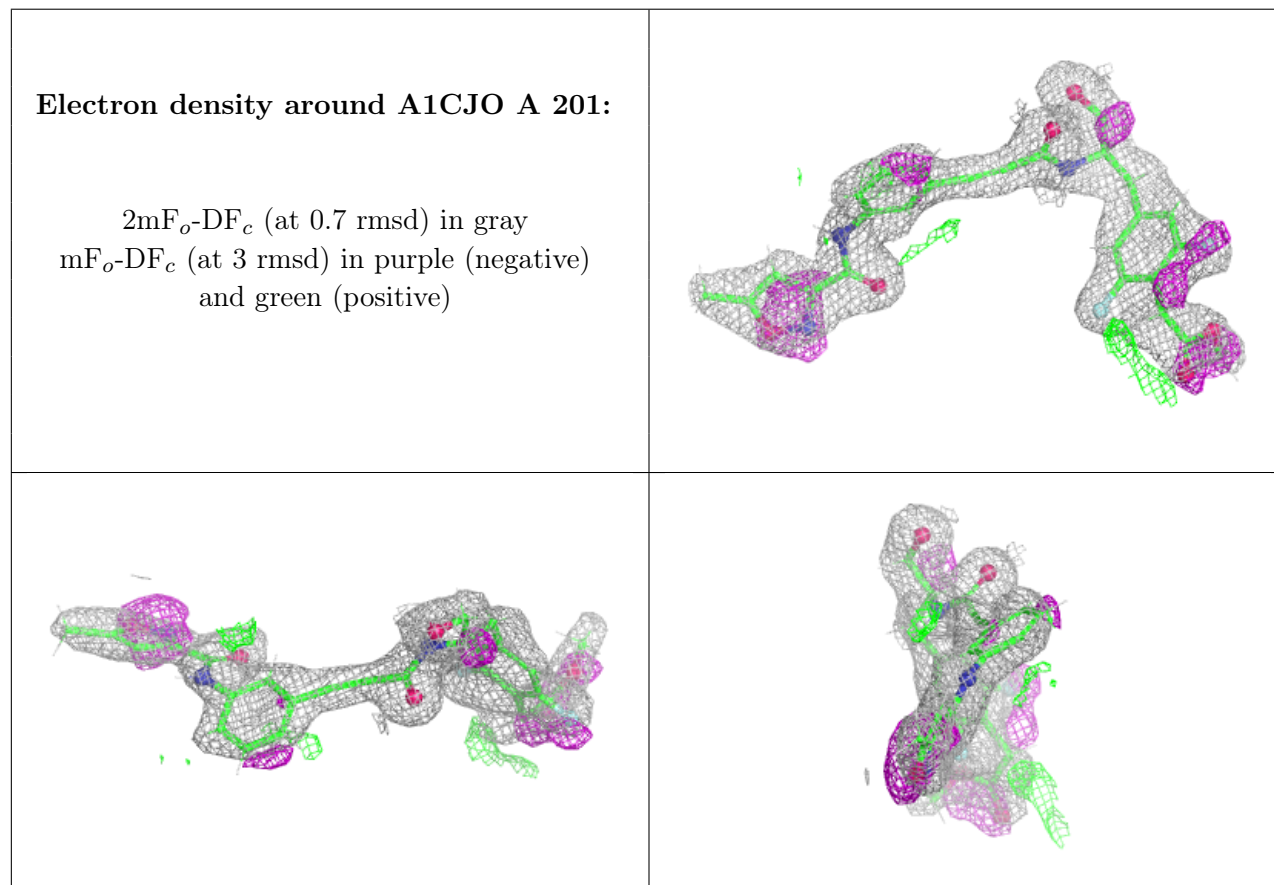 Electron density around A1CJO A 201:
2mFₒ-DF𝒸 (at 0.7 rmsd) in gray
mFₒ-DF𝒸 (at 3 rmsd) in purple (negative)
and green (positive)